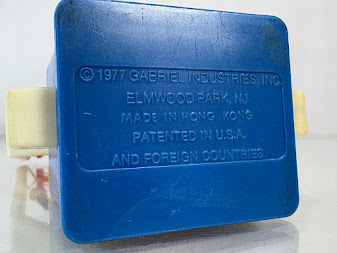 © 1977 GABRIEL INDUSTRIES, INC.
ELMWOOD PARK, NJ
MADE IN HONG KONG
PATENTED IN U.S.A.
AND FOREIGN COUNTRIES